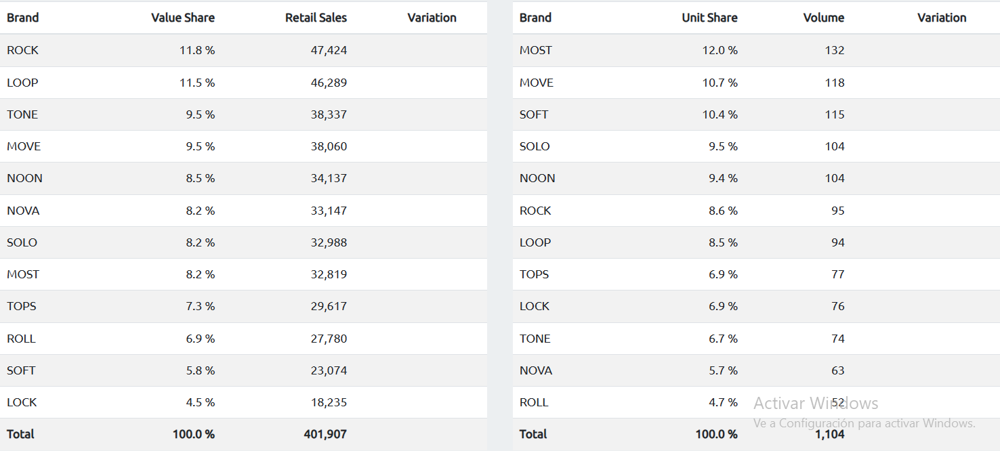 Brand Value Share Retail Sales Variation
ROCK 11.8 % 47,424
LOOP 11.5 % 46,289
TONE 9.5 % 38,337
MOVE 9.5 % 38,060
NOON 8.5 % 34,137
NOVA 8.2 % 33,147
SOLO 8.2 % 32,988
MOST 8.2 % 32,819
TOPS 7.3 % 29,617
ROLL 6.9 % 27,780
SOFT 5.8 % 23,074
LOCK 4.5 % 18,235
Total 100.0 % 401,907
Brand Unit Share Volume Variation
MOST 12.0 % 132
MOVE 10.7 % 118
SOFT 10.4 % 115
SOLO 9.5 % 104
NOON 9.4 % 104
ROCK 8.6 % 95
LOOP 8.5 % 94
TOPS 6.9 % 77
LOCK 6.9 % 76
TONE 6.7 % 74
NOVA 5.7 % 63
ROLL 4.7 % 52
Total 100.0 % 1,104
Activar Windows
Ve a Configuración para activar Windows.